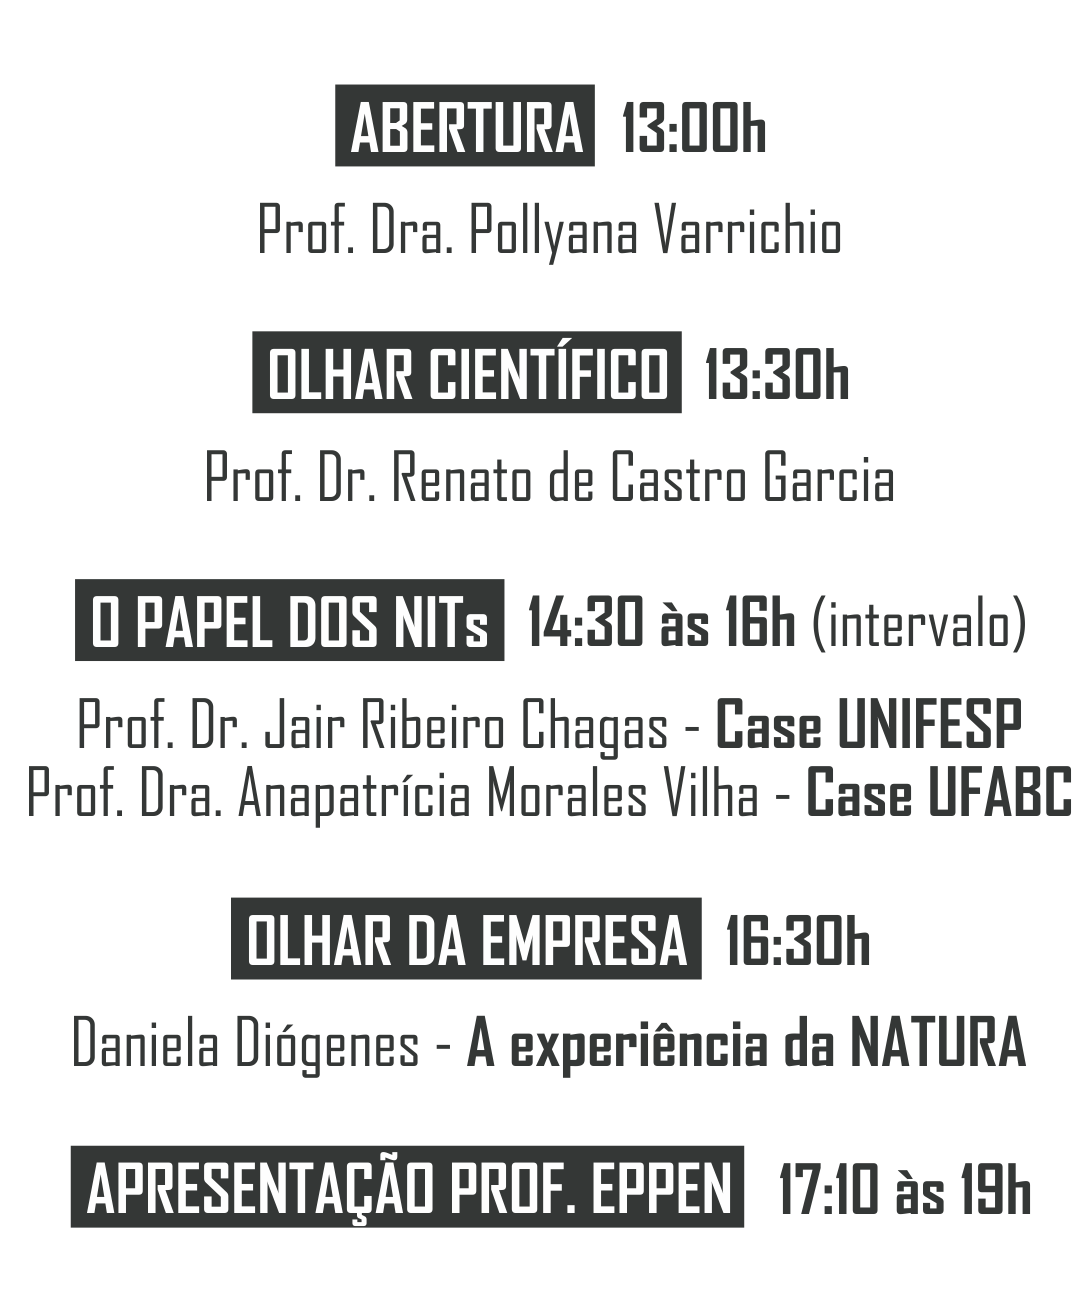 ABERTURA 13:00h
Prof. Dra. Pollyana Varrichio
OLHAR CIENTÍFICO 13:30h
Prof. Dr. Renato de Castro Garcia
O PAPEL DOS NITs 14:30 às 16h (intervalo)
Prof. Dr. Jair Ribeiro Chagas - Case UNIFESP
Prof. Dra. Anapatrícia Morales Vilha - Case UFABC
OLHAR DA EMPRESA 16:30h
Daniela Diógenes - A experiência da NATURA
APRESENTAÇÃO PROF. EPPEN 17:10 às 19h